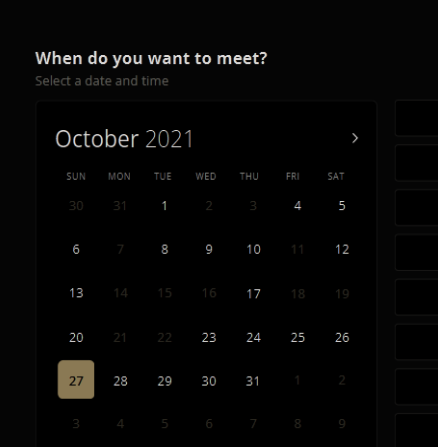 When do you want to meet?
Select a date and time
October 2021 >
SUN MON TUE WED THU FRI SAT
30 31 1 2 3 4 5
6 7 8 9 10 11 12
13 14 15 16 17 18 19
20 21 22 23 24 25 26
27 28 29 30 31 1 2
3 4 5 6 7 8 9